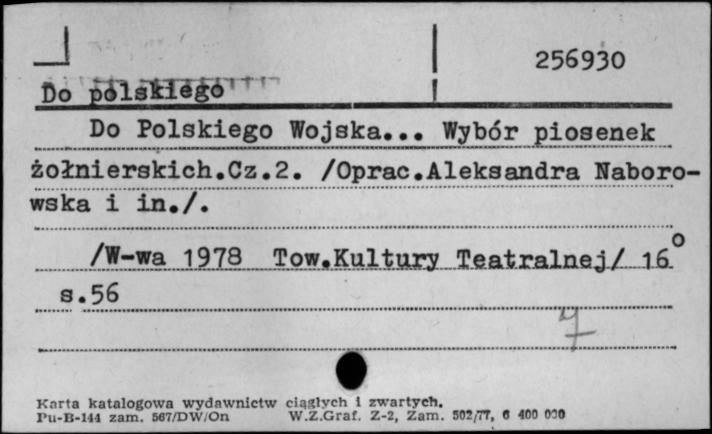 256930
Do polskiego
Do Polskiego Wojska... Wybór piosenek
żołnierskich.Cz.2. /Oprac.Aleksandra Naboro-
wska i in./.
/W-wa 1978 Tow.Kultury Teatralnej/ 16°
s.56
Karta katalogowa wydawnictw ciągłych i zwartych.
Pu-B-144 zam. 567/DW/On W.Z.Graf. Z-2, Zam. 502/77, 6 400 000